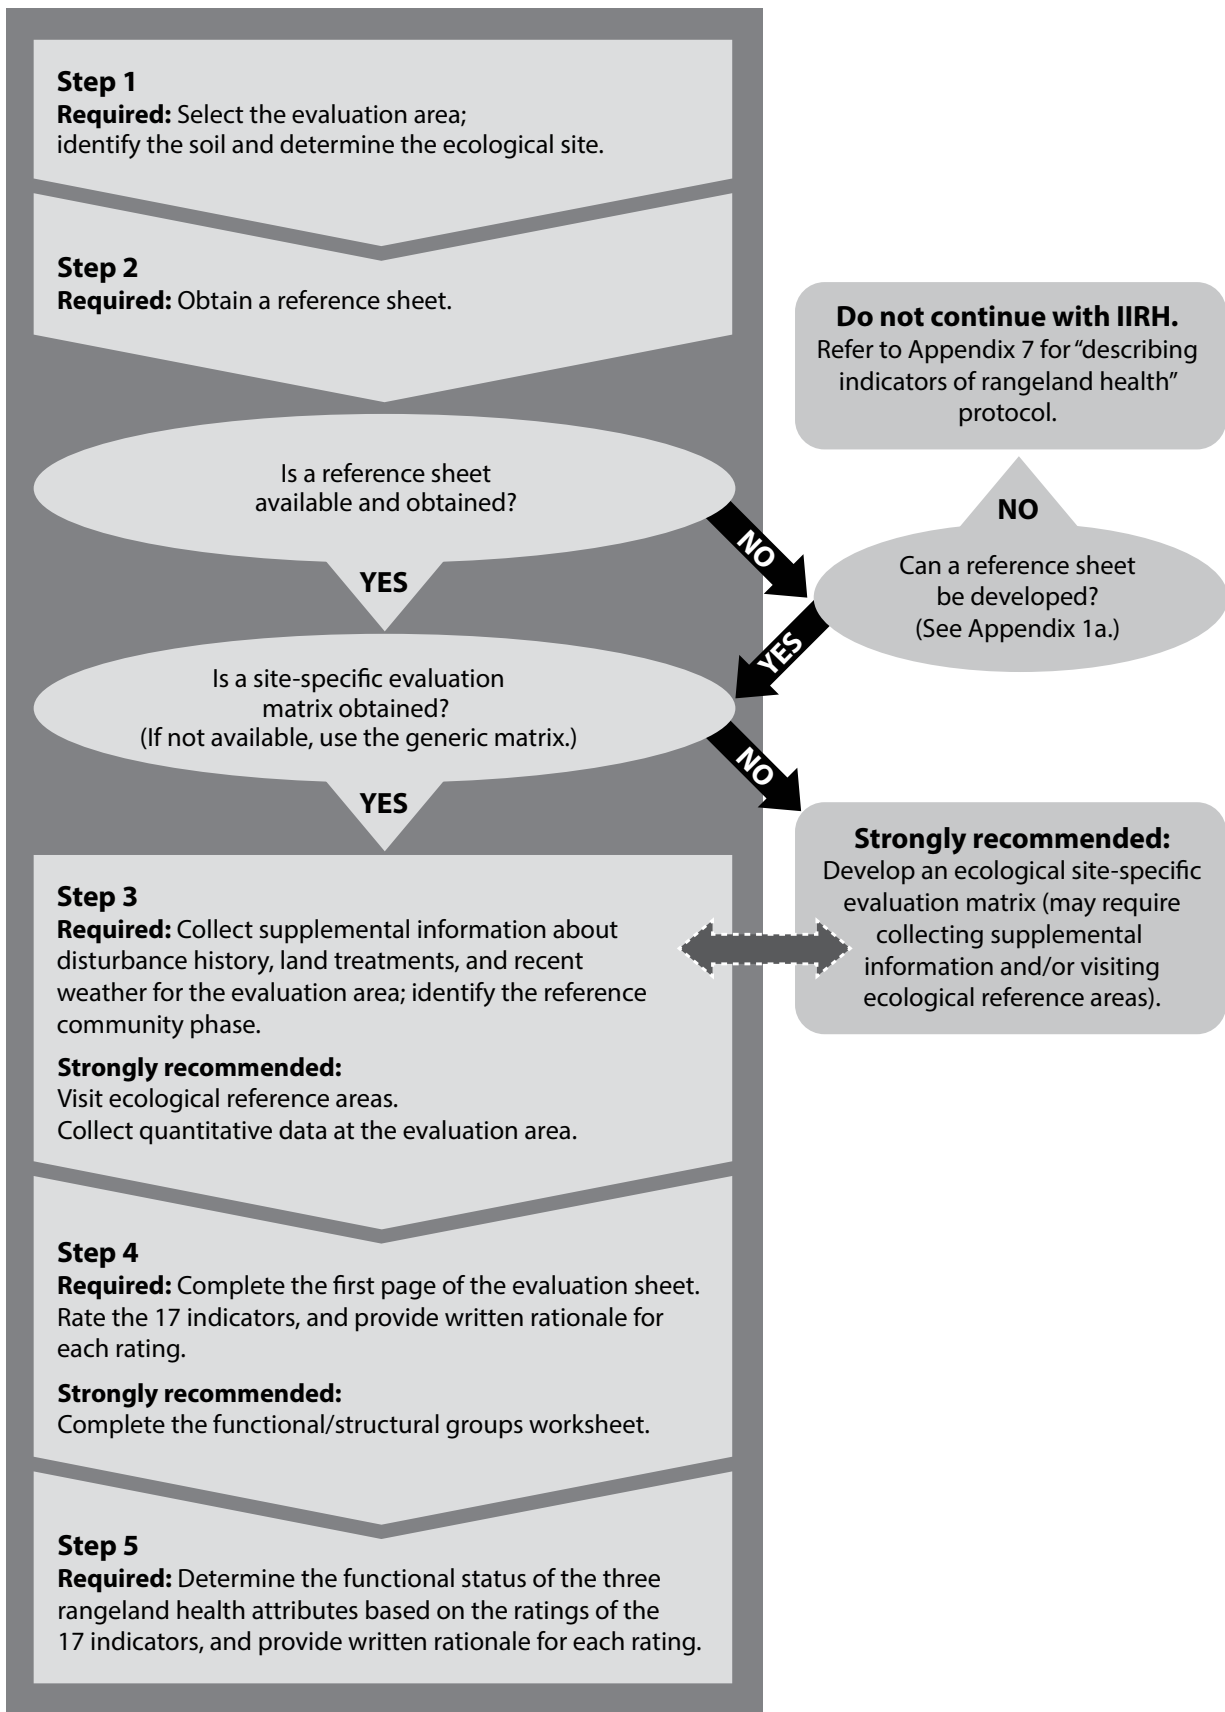 Step 1
Required: Select the evaluation area;
identify the soil and determine the ecological site.
Step 2
Required: Obtain a reference sheet.
Do not continue with IIRH.
Refer to Appendix 7 for “describing
indicators of rangeland health”
protocol.
Is a reference sheet
available and obtained?
NO
NO
Can a reference sheet
be developed?
(See Appendix 1a.)
YES
YES
Is a site-specific evaluation
matrix obtained?
(If not available, use the generic matrix.)
NO
YES
Strongly recommended:
Develop an ecological site-specific
evaluation matrix (may require
collecting supplemental
information and/or visiting
ecological reference areas).
Step 3
Required: Collect supplemental information about
disturbance history, land treatments, and recent
weather for the evaluation area; identify the reference
community phase.
Strongly recommended:
Visit ecological reference areas.
Collect quantitative data at the evaluation area.
Step 4
Required: Complete the first page of the evaluation sheet.
Rate the 17 indicators, and provide written rationale for
each rating.
Strongly recommended:
Complete the functional/structural groups worksheet.
Step 5
Required: Determine the functional status of the three
rangeland health attributes based on the ratings of the
17 indicators, and provide written rationale for each rating.